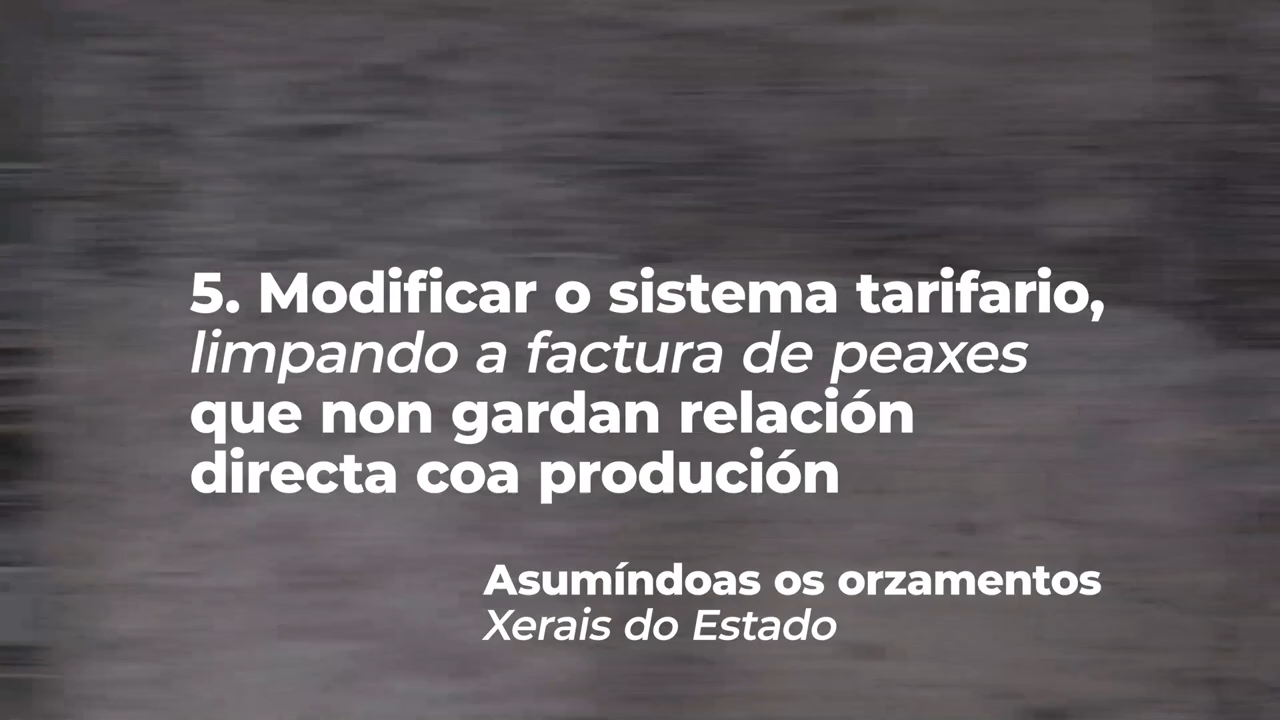 5. Modificar o sistema tarifario,
limpando a factura de peaxes
que non gardan relación
directa coa produción
Asumíndoas os orzamentos
Xerais do Estado